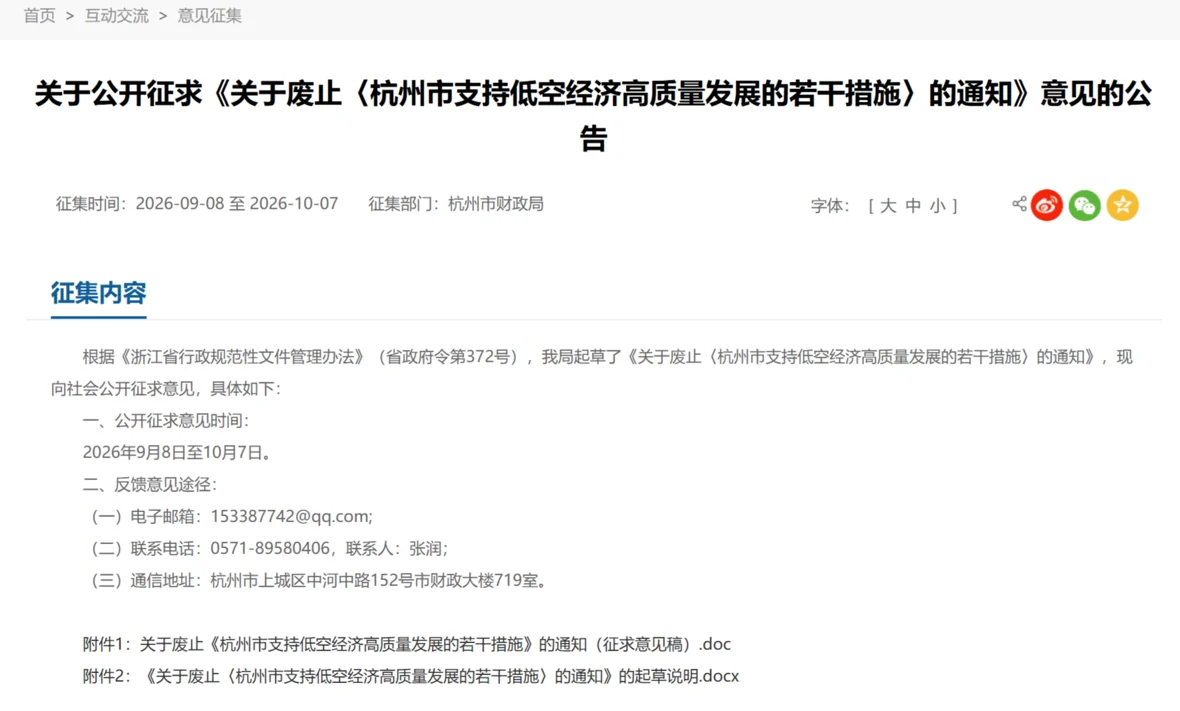 首页 > 互动交流 > 意见征集
关于公开征求《关于废止〈杭州市支持低空经济高质量发展的若干措施〉的通知》意见的公
告
征集时间：2026-09-08 至 2026-10-07 征集部门：杭州市财政局 字体： [ 大 中 小 ]
征集内容
根据《浙江省行政规范性文件管理办法》（省政府令第372号），我局起草了《关于废止〈杭州市支持低空经济高质量发展的若干措施〉的通知》，现
向社会公开征求意见，具体如下：
一、公开征求意见时间：
2026年9月8日至10月7日。
二、反馈意见途径：
（一）电子邮箱：153387742@qq.com;
（二）联系电话：0571-89580406，联系人：张润；
（三）通信地址：杭州市上城区中河中路152号市财政大楼719室。
附件1：关于废止《杭州市支持低空经济高质量发展的若干措施》的通知（征求意见稿）.doc
附件2：《关于废止〈杭州市支持低空经济高质量发展的若干措施〉的通知》的起草说明.docx